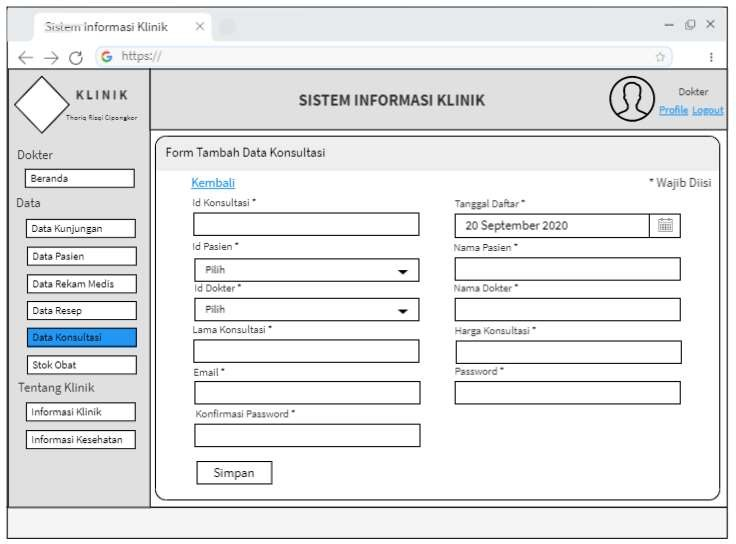 Sistem Informasi Klinik
https://
KLINIK
Thoriq Rizqi Cipongkor
SISTEM INFORMASI KLINIK
Dokter
Profile Logout
Dokter
Beranda
Data
Data Kunjungan
Data Pasien
Data Rekam Medis
Data Resep
Data Konsultasi
Stok Obat
Tentang Klinik
Informasi Klinik
Informasi Kesehatan
Form Tambah Data Konsultasi
Kembali
* Wajib Diisi
Id Konsultasi *
Tanggal Daftar *
20 September 2020
Id Pasien *
Nama Pasien *
Pilih
Id Dokter *
Nama Dokter *
Pilih
Lama Konsultasi *
Harga Konsultasi *
Email *
Password *
Konfirmasi Password *
Simpan